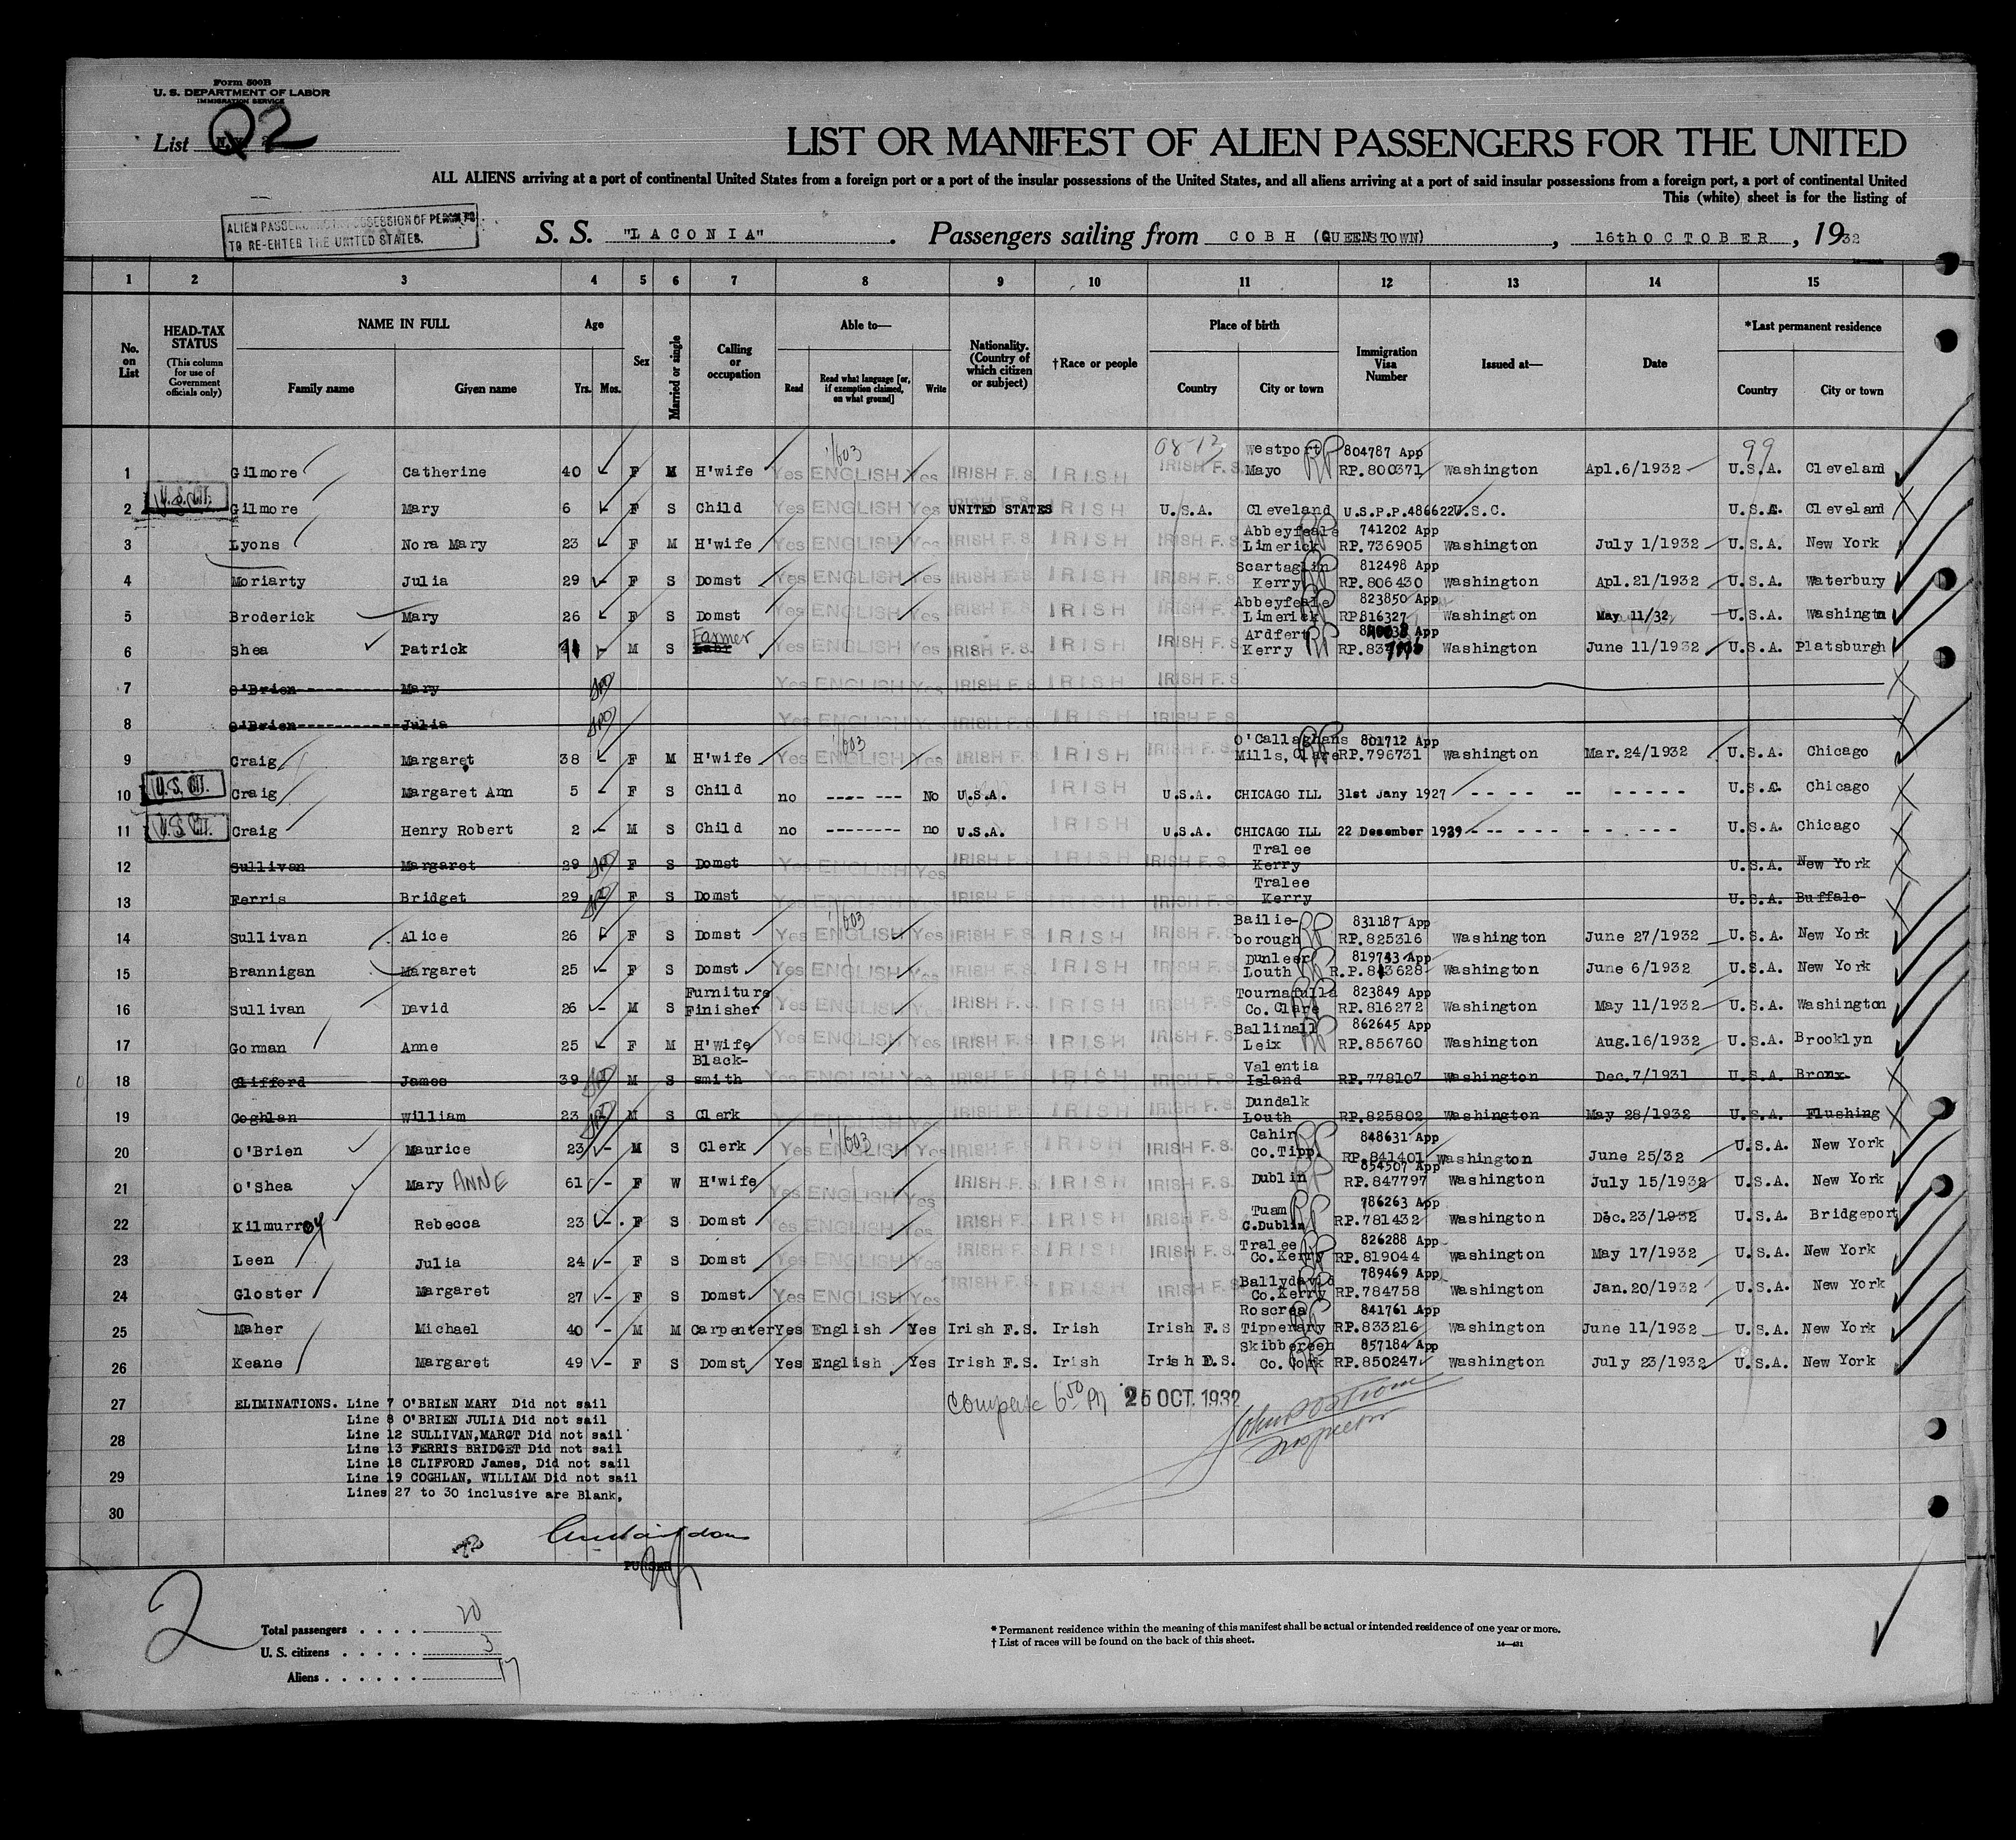 Form 500B
U. S. DEPARTMENT OF LABOR
IMMIGRATION SERVICE
List Q2
LIST OR MANIFEST OF ALIEN PASSENGERS FOR THE UNITED
ALL ALIENS arriving at a port of continental United States from a foreign port or a port of the insular possessions of the United States, and all aliens arriving at a port of said insular possessions from a foreign port, a port of continental United
This (white) sheet is for the listing of
TO RE-ENTER THE UNITED STATES.
S. S. "LACONIA" . Passengers sailing from COBH (QUEENSTOWN) , 16th OCTOBER , 1932
1 2 3 4 5 6 7 8 9 10 11 12 13 14 15
No. on List
HEAD-TAX STATUS
(This column for use of Government officials only)
NAME IN FULL
Family name Given name
Age
Yrs. Mos.
Sex
Married or single
Calling or occupation
Able to—
Read Read what language [or, if exemption claimed, on what ground] Write
Nationality. (Country of which citizen or subject)
†Race or people
Place of birth
Country City or town
Immigration Visa Number
Issued at—
Date
*Last permanent residence
Country City or town
1/603 08-13 Westport 804787 App 99
1 Gilmore Catherine 40 F M H'wife Yes ENGLISH Yes IRISH F.S. IRISH IRISH F.S. Mayo RP.800371 Washington Apl.6/1932 U.S.A. Cleveland
2 U.S. CIT. Gilmore Mary 6 F S Child Yes ENGLISH Yes UNITED STATES IRISH U.S.A. Cleveland U.S.P.P.486622 U.S.C. Cleveland
Abbeyfeale 741202 App
3 Lyons Nora Mary 23 F M H'wife Yes ENGLISH Yes IRISH F.S. IRISH IRISH F.S. Limerick RP.736905 Washington July 1/1932 U.S.A. New York
Scartaglin 812498 App
4 Moriarty Julia 29 - F S Domst Yes ENGLISH Yes IRISH F.S. IRISH IRISH F.S. Kerry RP.806430 Washington Apl.21/1932 U.S.A. Waterbury
Abbeyfeale 823850 App
5 Broderick Mary 26 F S Domst Yes ENGLISH Yes IRISH F.S. IRISH IRISH F.S. Limerick RP816327 Washington May 11/32 U.S.A. Washingtn
Farmer Ardfert App
6 Shea Patrick - M S Labr Yes ENGLISH Yes IRISH F.S. IRISH IRISH F.S. Kerry Washington June 11/1932 U.S.A. Platsburgh
7 O'Brien Mary Yes ENGLISH Yes IRISH F.S. IRISH IRISH F.S.
8 O'Brien Julia Yes ENGLISH Yes IRISH F.S. IRISH IRISH F.S.
1/603 O'Callaghans 801712 App
9 Craig Margaret 38 - F M H'wife Yes ENGLISH Yes IRISH F.S. IRISH IRISH F.S. Mills, Clare RP.796731 Washington Mar.24/1932 U.S.A. Chicago
10 U.S. CIT. Craig Margaret Ann 5 - F S Child no ---- --- No U.S.A. IRISH U.S.A. CHICAGO ILL 31st Jany 1927 Chicago
11 U.S. CIT. Craig Henry Robert 2 - M S Child no -------- no U.S.A. IRISH U.S.A. CHICAGO ILL 22 Desember 1929 U.S.A. Chicago
Tralee
12 Sullivan Margaret 29 F S Domst Yes ENGLISH Yes IRISH F.S. IRISH IRISH F.S. Kerry U.S.A. New York
Tralee
13 Ferris Bridget 29 F S Domst Yes ENGLISH Yes IRISH F.S. IRISH IRISH F.S. Kerry U.S.A. Buffalo
1/603 Bailie- 831187 App
14 Sullivan Alice 26 F S Domst Yes ENGLISH Yes IRISH F.S. IRISH IRISH F.S. borough RP.825316 Washington June 27/1932 U.S.A. New York
Dunleer 819743 App
15 Brannigan Margaret 25 - F S Domst Yes ENGLISH Yes IRISH F.S. IRISH IRISH F.S. Louth R.P.813628 Washington June 6/1932 U.S.A. New York
Furniture Tournafulla 823849 App
16 Sullivan David 26 - M S Finisher Yes ENGLISH Yes IRISH F.S. IRISH IRISH F.S. Co. Clare RP.816272 Washington May 11/1932 U.S.A. Washington
Ballinall 862645 App
17 Gorman Anne 25 F M H'wife Yes ENGLISH Yes IRISH F.S. IRISH IRISH F.S. Leix RP.856760 Washington Aug.16/1932 U.S.A. Brooklyn
Black- Valentia
18 Clifford James 39 M S smith Yes ENGLISH Yes IRISH F.S. IRISH IRISH F.S. Island RP.778107 Washington Dec.7/1931 U.S.A. Bronx
Dundalk
19 Coghlan William 23 M S Clerk Yes ENGLISH Yes IRISH F.S. IRISH IRISH F.S. Louth RP.825802 Washington May 28/1932 U.S.A. Flushing
1/603 Cahir 848631 App
20 O'Brien Maurice 23 - M S Clerk Yes ENGLISH Yes IRISH F.S. IRISH IRISH F.S. Co.Tipp. RP.841401 Washington June 25/32 U.S.A. New York
854507 App
21 O'Shea Mary ANNE 61 - F W H'wife Yes ENGLISH Yes IRISH F.S. IRISH IRISH F.S. Dublin RP.847797 Washington July 15/1932 U.S.A. New York
Tuam 786263 App
22 Kilmurray Rebecca 23 -. F S Domst Yes ENGLISH Yes IRISH F.S. IRISH IRISH F.S. C.Dublin RP.781432 Washington Dec.23/1932 U.S.A. Bridgeport
Tralee 826288 App
23 Leen Julia 24 - F S Domst Yes ENGLISH Yes IRISH F.S. IRISH IRISH F.S. Co.Kerry RP.819044 Washington May 17/1932 U.S.A. New York
Ballydavid 789469 App
24 Gloster Margaret 27 - F S Domst. Yes ENGLISH Yes IRISH F.S. IRISH IRISH F.S. Co.Kerry RP.784758 Washington Jan.20/1932 U.S.A. New York
Roscrea 841761 App
25 Maher Michael 40 - M M Carpenter Yes English Yes Irish F.S. Irish Irish F.S Tipperary RP.833216 Washington June 11/1932 U.S.A. New York
Skibbereen 857184 App
26 Keane Margaret 49 - F S Domst Yes English Yes Irish F.S. Irish Irish F.S. Co. Cork RP.850247 Washington July 23/1932 U.S.A. New York
27 ELIMINATIONS. Line 7 O'BRIEN MARY Did not sail 25 OCT. 1932
Line 8 O'BRIEN JULIA Did not sail
28 Line 12 SULLIVAN,MARGT Did not sail
Inspector
Line 13 FERRIS BRIDGET Did not sail
Line 18 CLIFFORD James, Did not sail
29 Line 19 COGHLAN, WILLIAM Did not sail
Lines 27 to 30 inclusive are Blank,
30
PURSER
2
Total passengers . . . . 20
U. S. citizens . . . . . 3
Aliens . . . . . . 17
* Permanent residence within the meaning of this manifest shall be actual or intended residence of one year or more.
† List of races will be found on the back of this sheet.
14—431